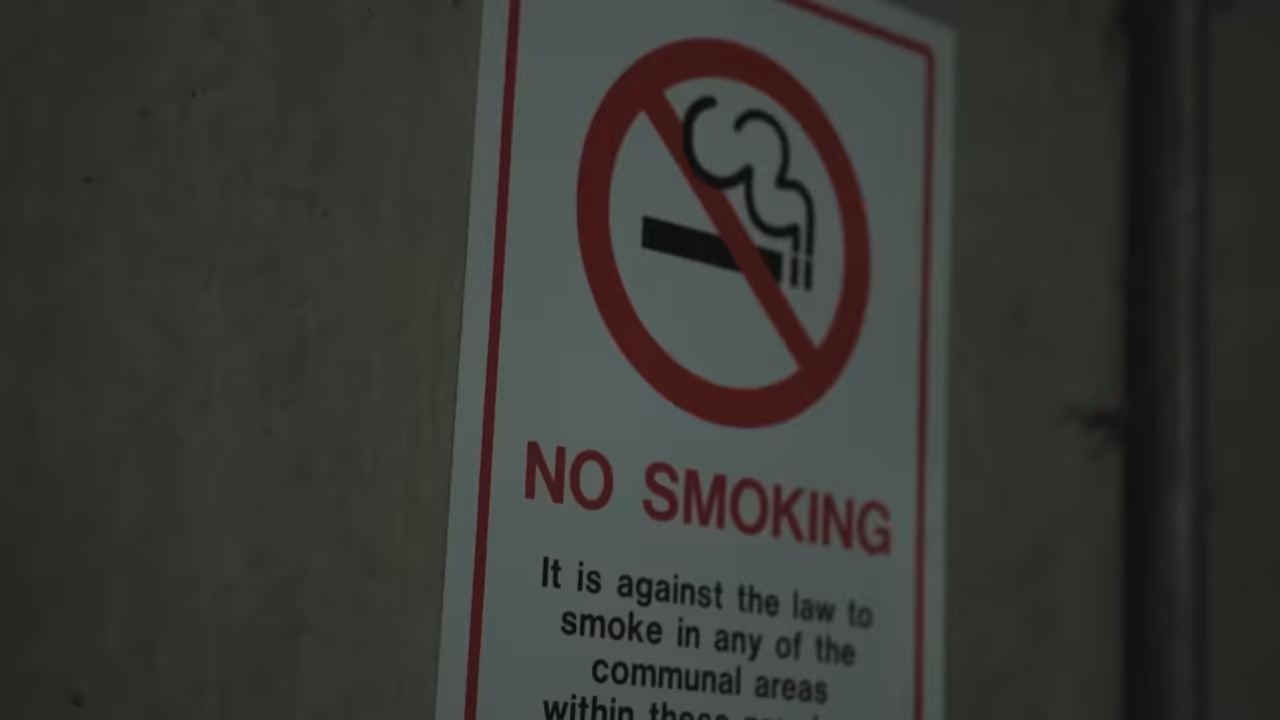 NO SMOKING
It is against the law to
smoke in any of the
communal areas
within these